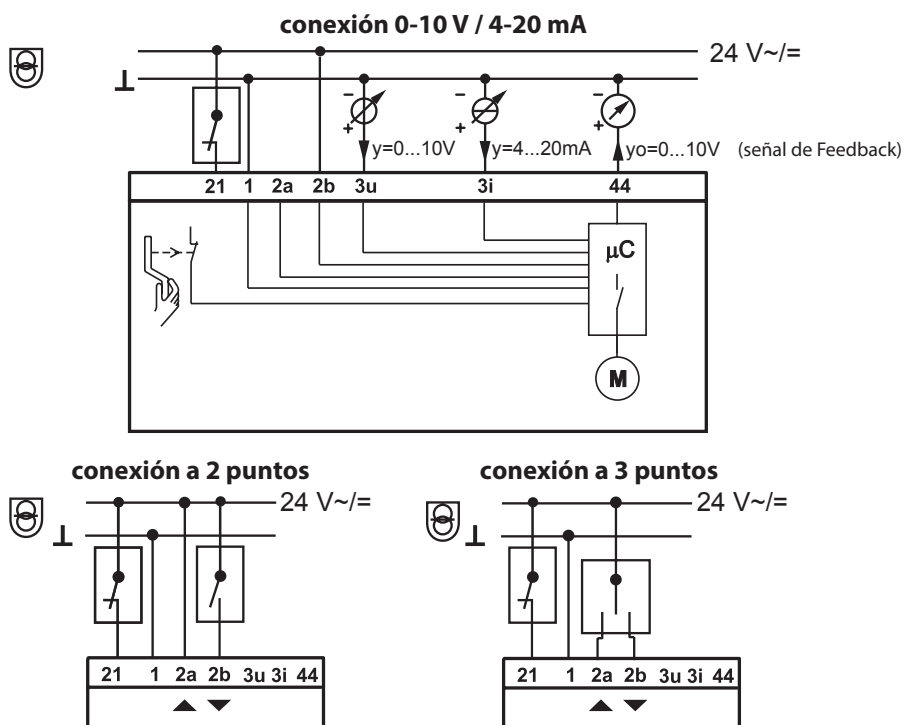 conexión 0-10 V / 4-20 mA
24 V~/=
⊥
- - -
+ + +
y=0...10V y=4...20mA yo=0...10V (señal de Feedback)
21 1 2a 2b 3u 3i 44
µC
M
conexión a 2 puntos
24 V~/=
⊥
21 1 2a 2b 3u 3i 44
conexión a 3 puntos
24 V~/=
⊥
21 1 2a 2b 3u 3i 44